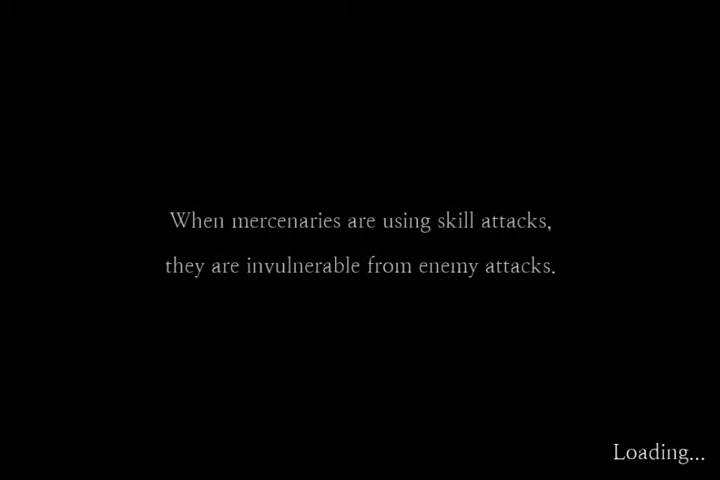 When mercenaries are using skill attacks,
they are invulnerable from enemy attacks.
Loading...